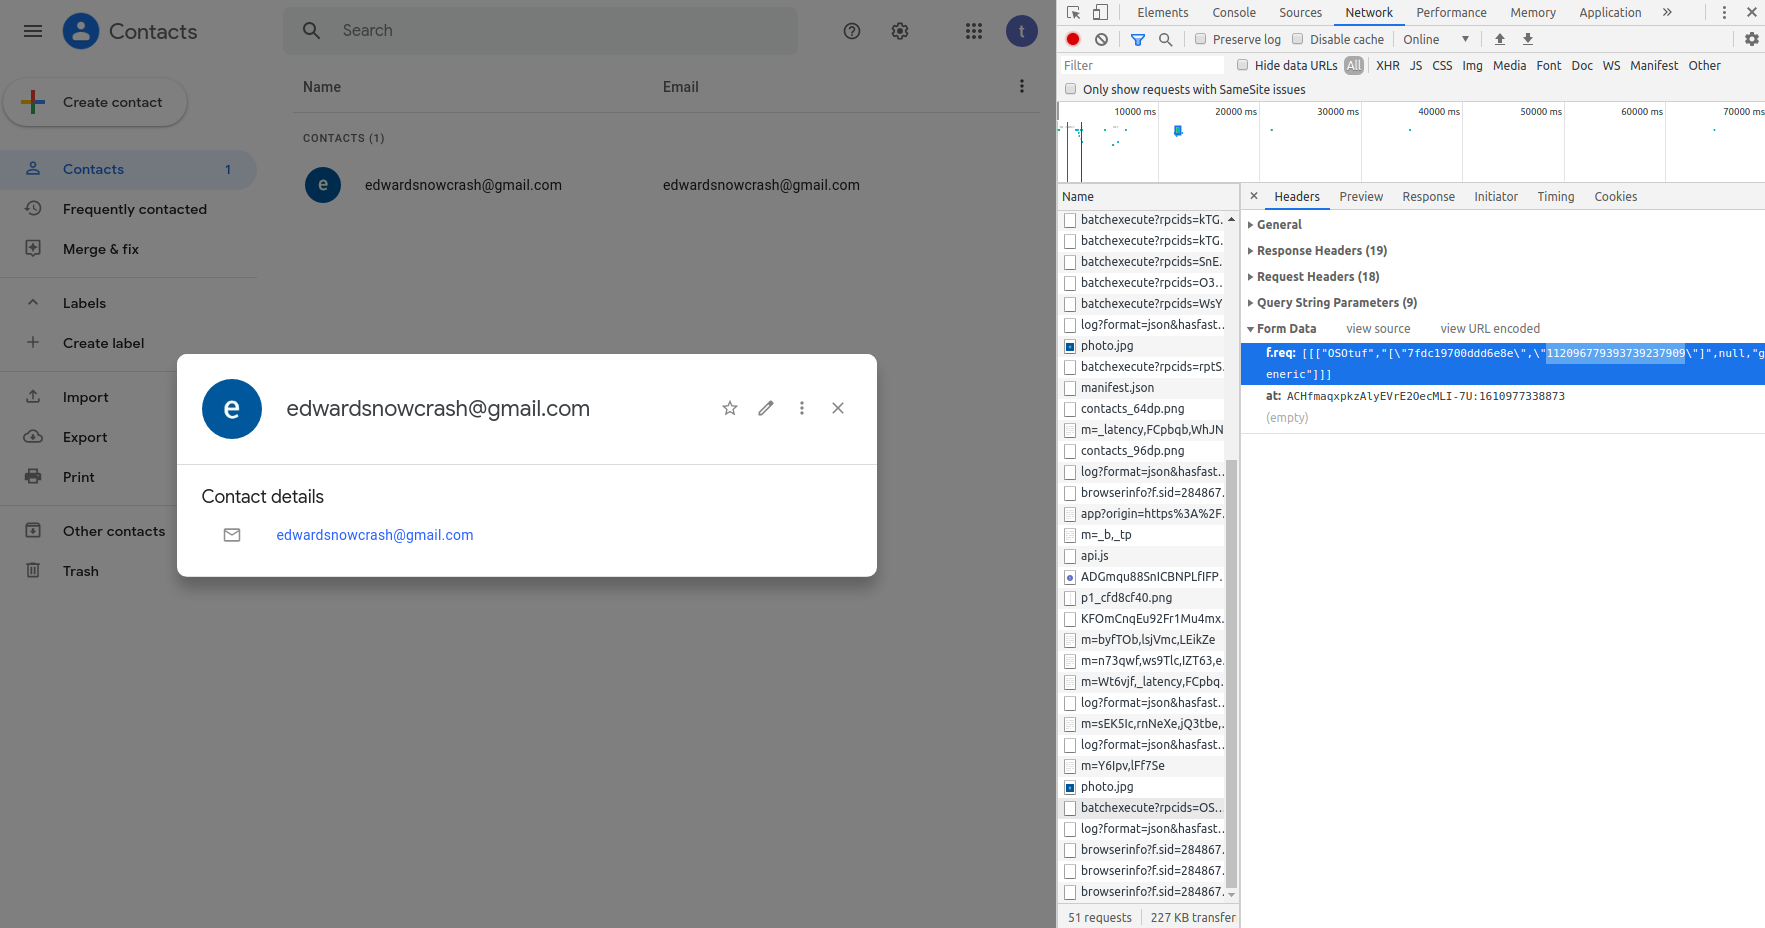 Contacts
Search
t
Create contact
Contacts 1
Frequently contacted
Merge & fix
Labels
Create label
Import
Export
Print
Other contacts
Trash
Name Email
CONTACTS (1)
e edwardsnowcrash@gmail.com edwardsnowcrash@gmail.com
e edwardsnowcrash@gmail.com
Contact details
edwardsnowcrash@gmail.com
Elements Console Sources Network Performance Memory Application »
Preserve log Disable cache Online
Filter Hide data URLs All XHR JS CSS Img Media Font Doc WS Manifest Other
Only show requests with SameSite issues
10000 ms 20000 ms 30000 ms 40000 ms 50000 ms 60000 ms 70000 ms
Name
batchexecute?rpcids=kTG.
batchexecute?rpcids=kTG.
batchexecute?rpcids=SnE.
batchexecute?rpcids=O3..
batchexecute?rpcids=WsY
log?format=json&hasfast..
photo.jpg
batchexecute?rpcids=rptS.
manifest.json
contacts_64dp.png
m=_latency,FCpbqb,WhJN
contacts_96dp.png
log?format=json&hasfast..
browserinfo?f.sid=284867.
app?origin=https%3A%2F.
m=_b,_tp
api.js
ADGmqu88SnICBNPLfIFP.
p1_cfd8cf40.png
KFOmCnqEu92Fr1Mu4mx.
m=byfTOb,lsjVmc,LEikZe
m=n73qwf,ws9Tlc,IZT63,e.
m=Wt6vjf,_latency,FCpbq.
log?format=json&hasfast..
m=sEK5Ic,rnNeXe,jQ3tbe,.
log?format=json&hasfast..
m=Y6Ipv,lFf7Se
photo.jpg
batchexecute?rpcids=OS..
log?format=json&hasfast..
browserinfo?f.sid=284867.
browserinfo?f.sid=284867.
browserinfo?f.sid=284867.
51 requests 227 KB transfer
Headers Preview Response Initiator Timing Cookies
General
Response Headers (19)
Request Headers (18)
Query String Parameters (9)
Form Data view source view URL encoded
f.req: [[["OSOtuf","[\"7fdc19700ddd6e8e\",\"112096779393739237909\"]",null,"g
eneric"]]]
at: ACHfmaqxpkzAlyEVrE2OecMLI-7U:1610977338873
(empty)